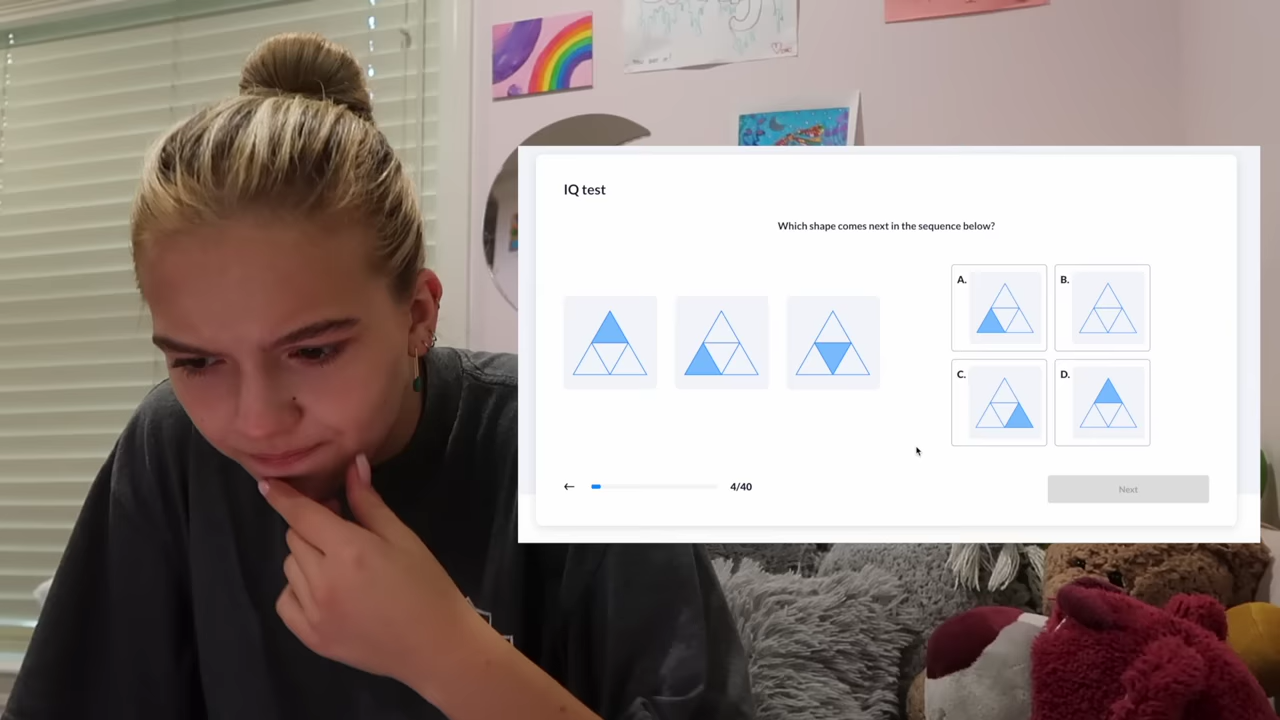 IQ test
Which shape comes next in the sequence below?
A.
B.
C.
D.
←
4/40
Next